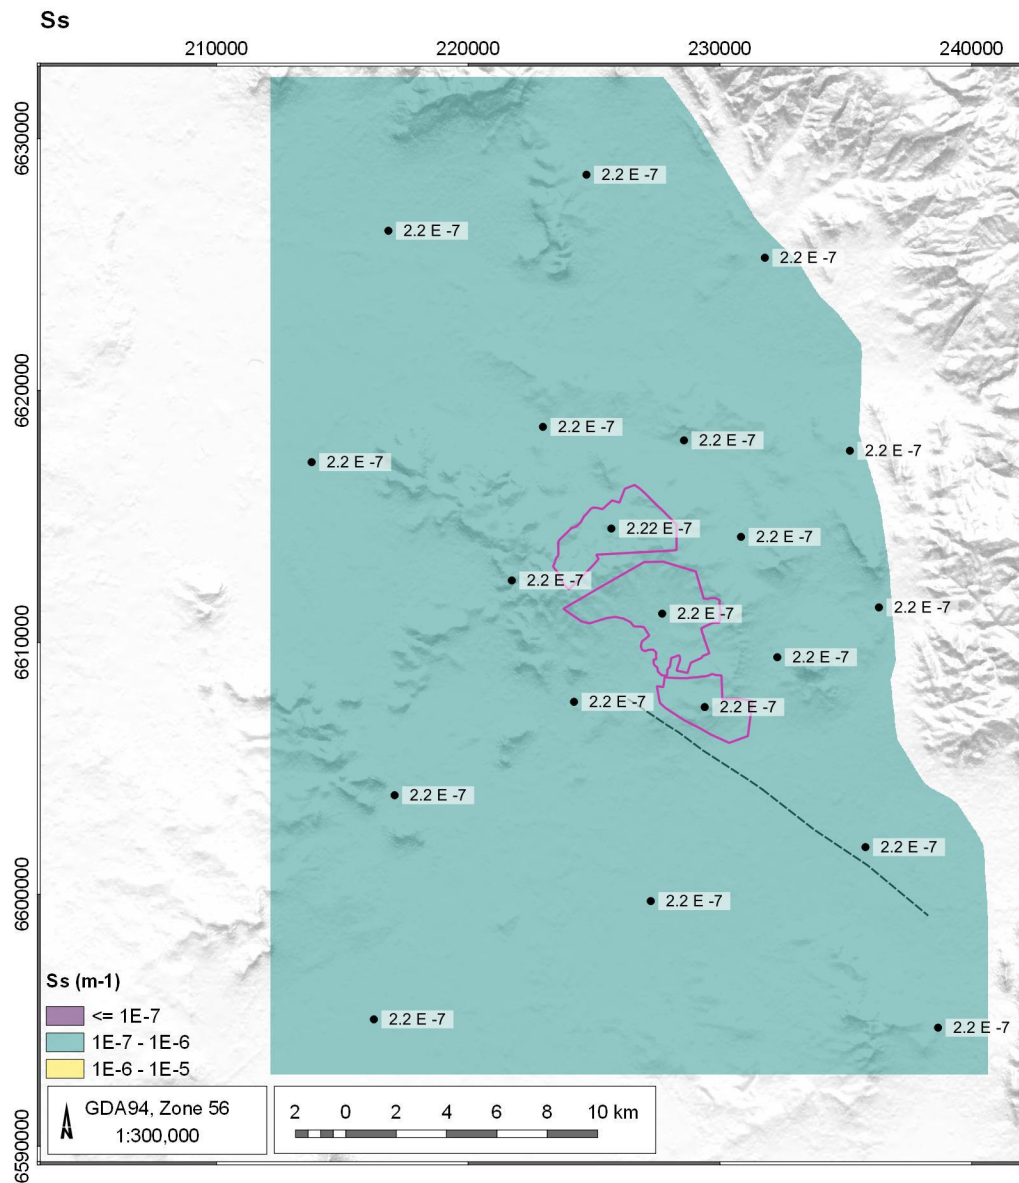 Ss
210000
220000
230000
240000
6630000
6620000
6610000
6600000
6590000
2.2 E -7
2.2 E -7
2.2 E -7
2.2 E -7
2.2 E -7
2.2 E -7
2.2 E -7
2.22 E -7
2.2 E -7
2.2 E -7
2.2 E -7
2.2 E -7
2.2 E -7
2.2 E -7
2.2 E -7
2.2 E -7
2.2 E -7
2.2 E -7
2.2 E -7
2.2 E -7
Ss (m-1)
<= 1E-7
1E-7 - 1E-6
1E-6 - 1E-5
N
GDA94, Zone 56
1:300,000
2 0 2 4 6 8 10 km